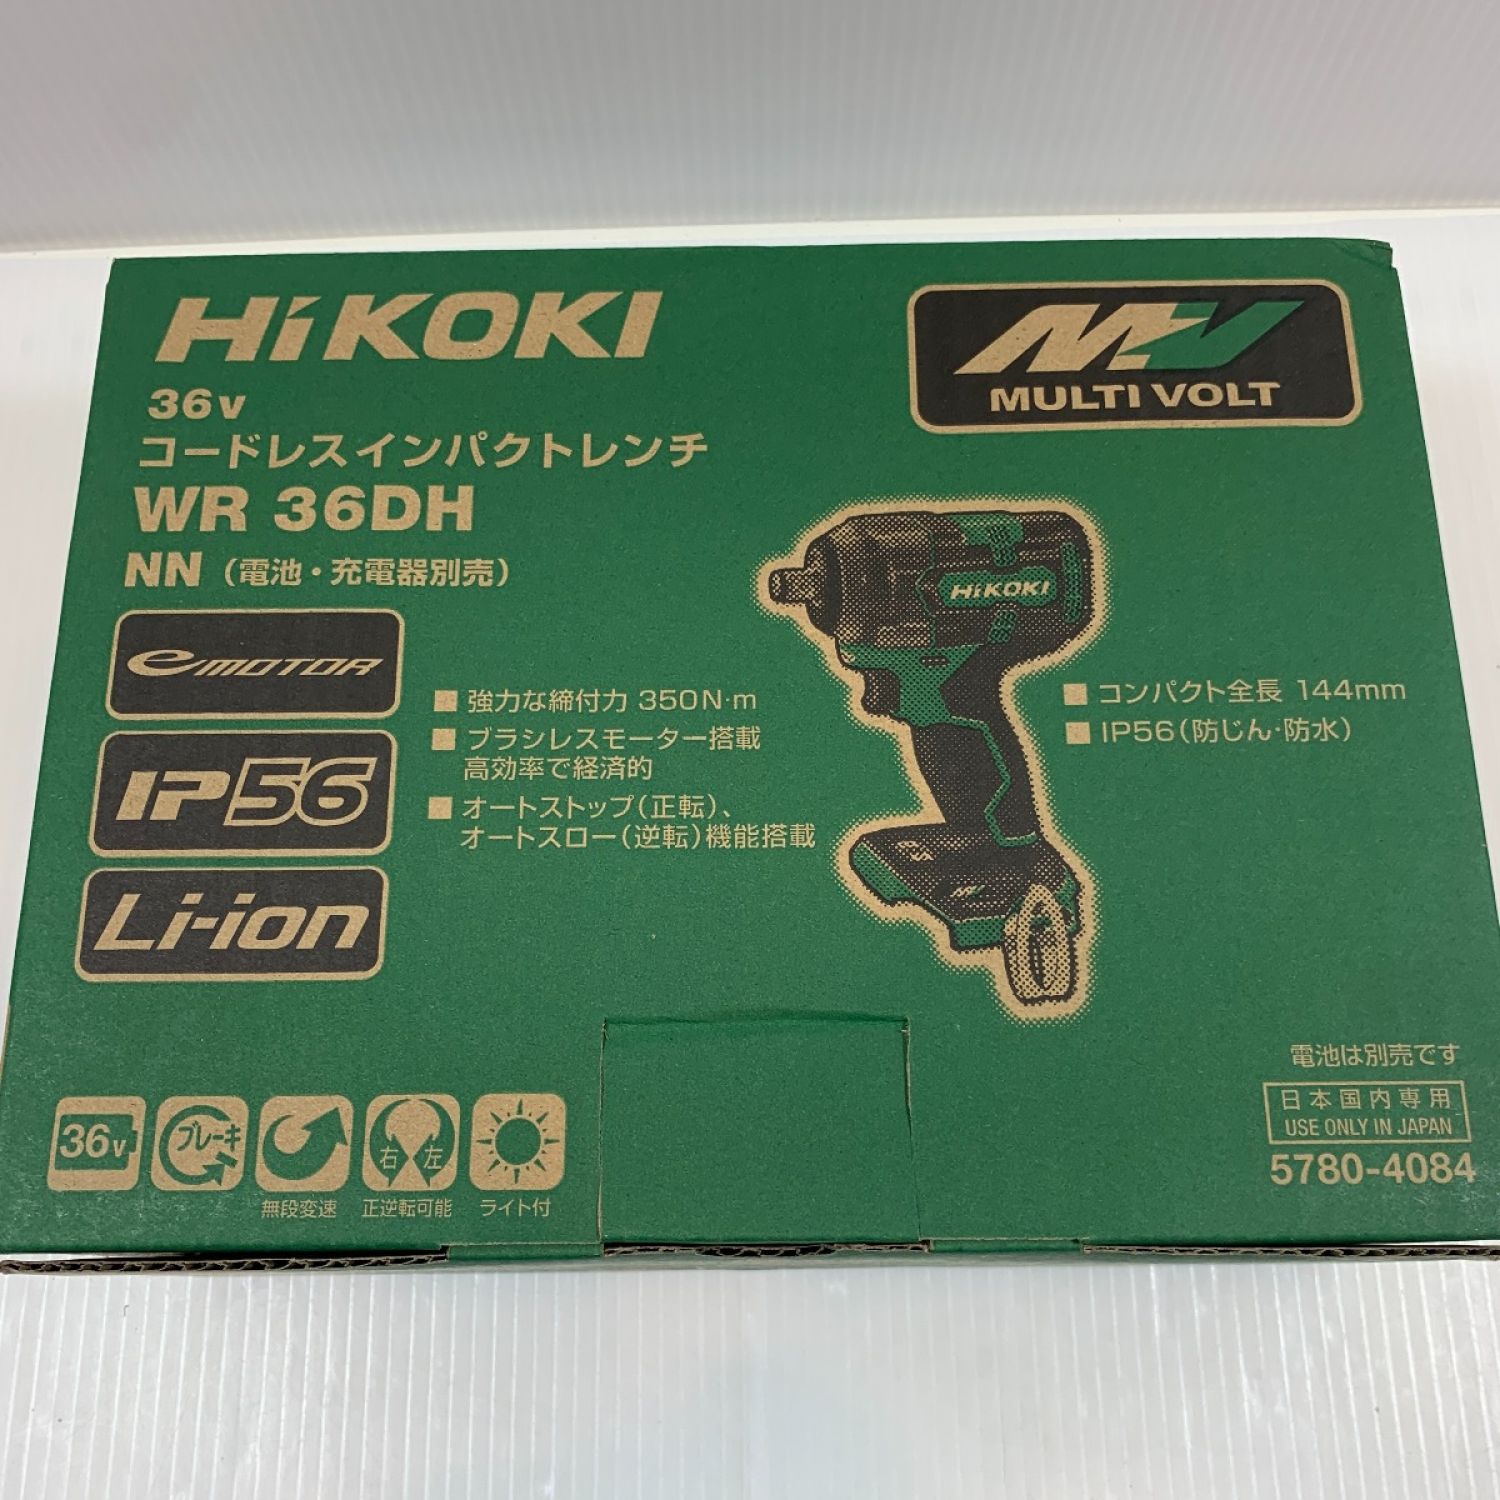 HiKOKI
36v
コードレスインパクトレンチ
WR 36DH
NN（電池・充電器別売）
MULTI VOLT
e MOTOR
IP56
Li-ion
■ 強力な締付力 350N·m
■ ブラシレスモーター搭載
高効率で経済的
■ オートストップ（正転）、
オートスロー（逆転）機能搭載
HiKOKI
■ コンパクト全長 144mm
■ IP56（防じん・防水）
36v
ブレーキ
無段変速
右 左
正逆転可能
ライト付
電池は別売です
日本国内専用
USE ONLY IN JAPAN
5780-4084